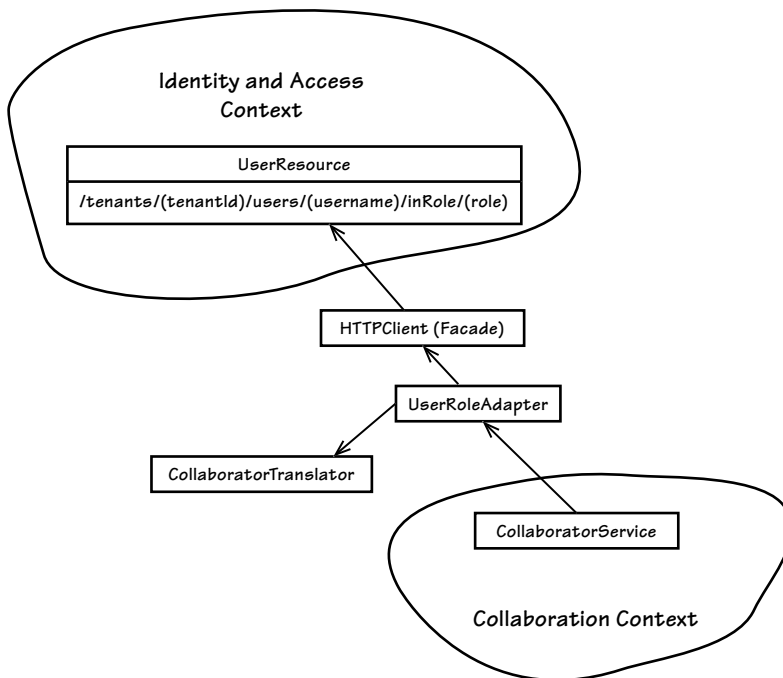 Identity and Access
Context
UserResource
/tenants/(tenantId)/users/(username)/inRole/(role)
HTTPClient (Facade)
UserRoleAdapter
CollaboratorTranslator
CollaboratorService
Collaboration Context